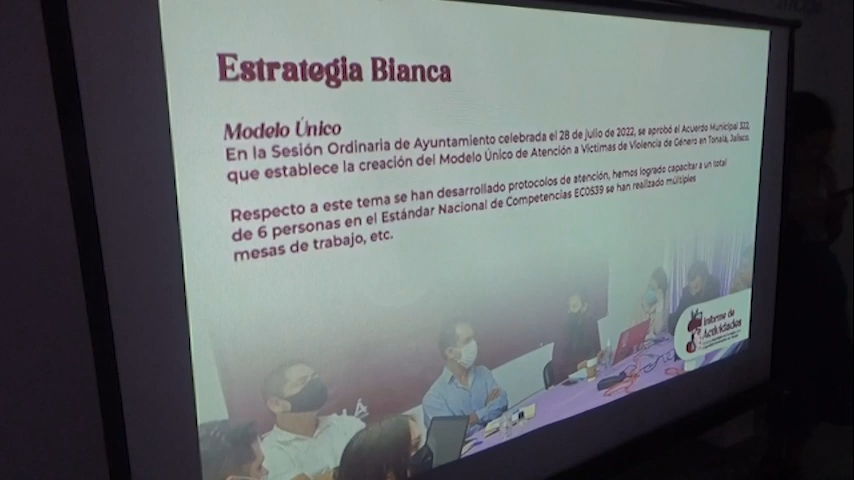 Estrategia Bianca
Modelo Único
En la Sesión Ordinaria de Ayuntamiento celebrada el 28 de julio de 2022, se aprobó el Acuerdo Municipal 322,
que establece la creación del Modelo Único de Atención a Víctimas de Violencia de Género en Tonalá, Jalisco.
Respecto a este tema se han desarrollado protocolos de atención, hemos logrado capacitar a un total
de 6 personas en el Estándar Nacional de Competencias EC0539 se han realizado múltiples
mesas de trabajo, etc.
Informe de
Actividades